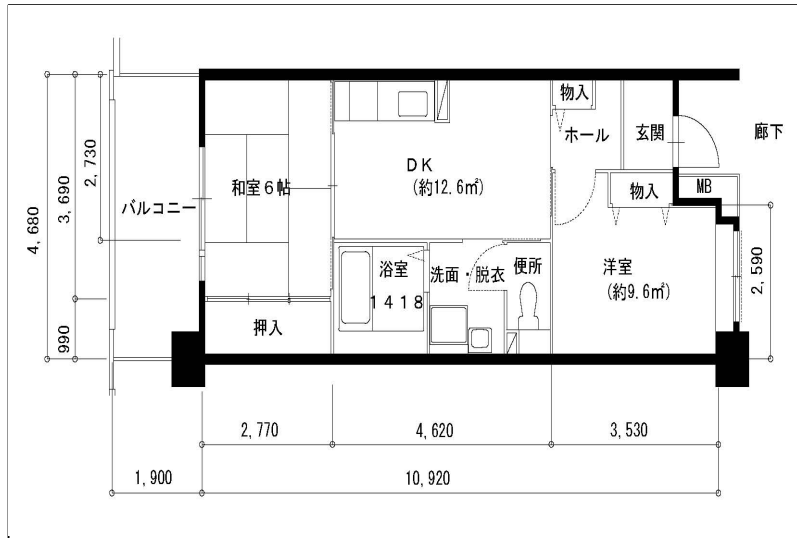 物入
ホール
玄関
廊下
DK
(約12.6㎡)
和室6帖
バルコニー
物入
MB
浴室
1418
洗面・脱衣
便所
洋室
(約9.6㎡)
押入
4,680
3,690
2,730
990
2,590
2,770
4,620
3,530
1,900
10,920